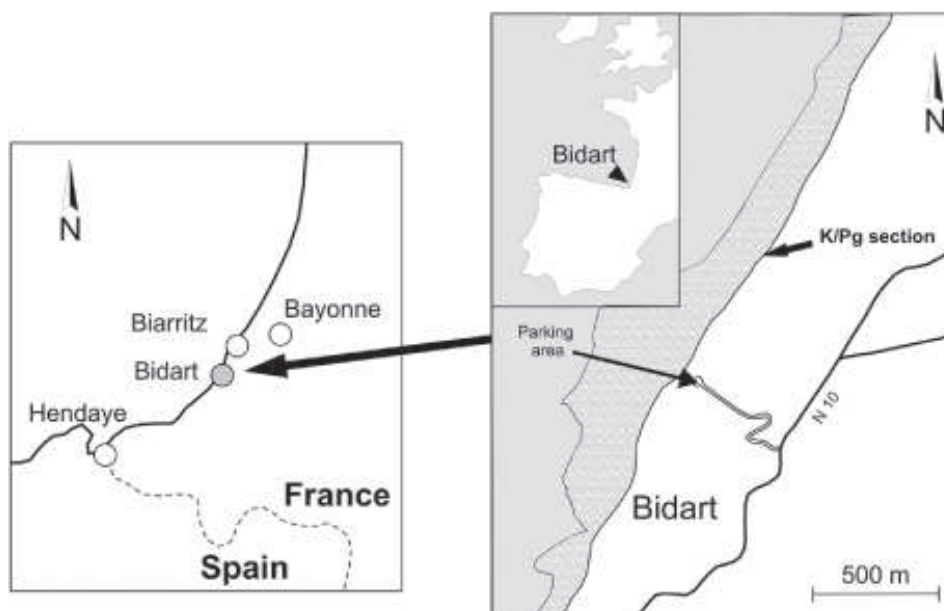 N
Biarritz
Bayonne
Bidart
Hendaye
France
Spain
Bidart
N
K/Pg section
Parking
area
N 10
Bidart
500 m